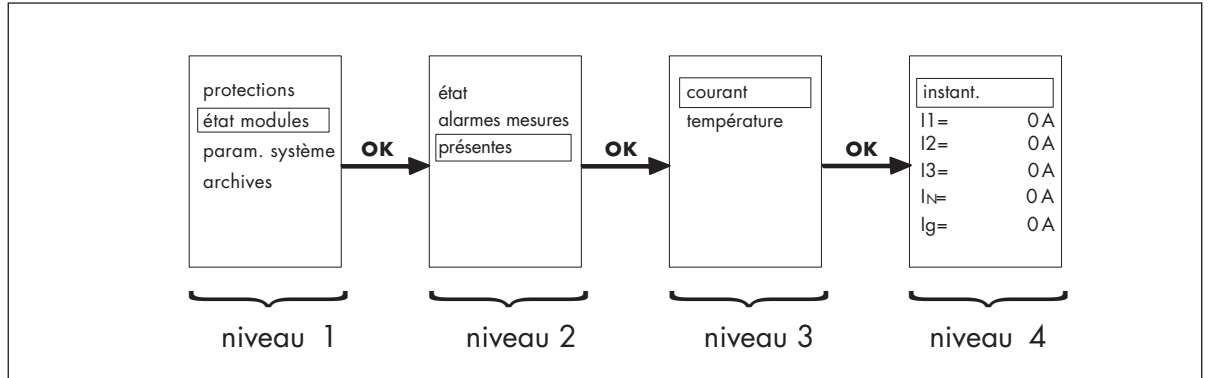 protections
état modules
param. système
archives
OK
état
alarmes mesures
présentes
OK
courant
température
OK
instant.
I1= 0 A
I2= 0 A
I3= 0 A
IN= 0 A
Ig= 0 A
niveau 1
niveau 2
niveau 3
niveau 4